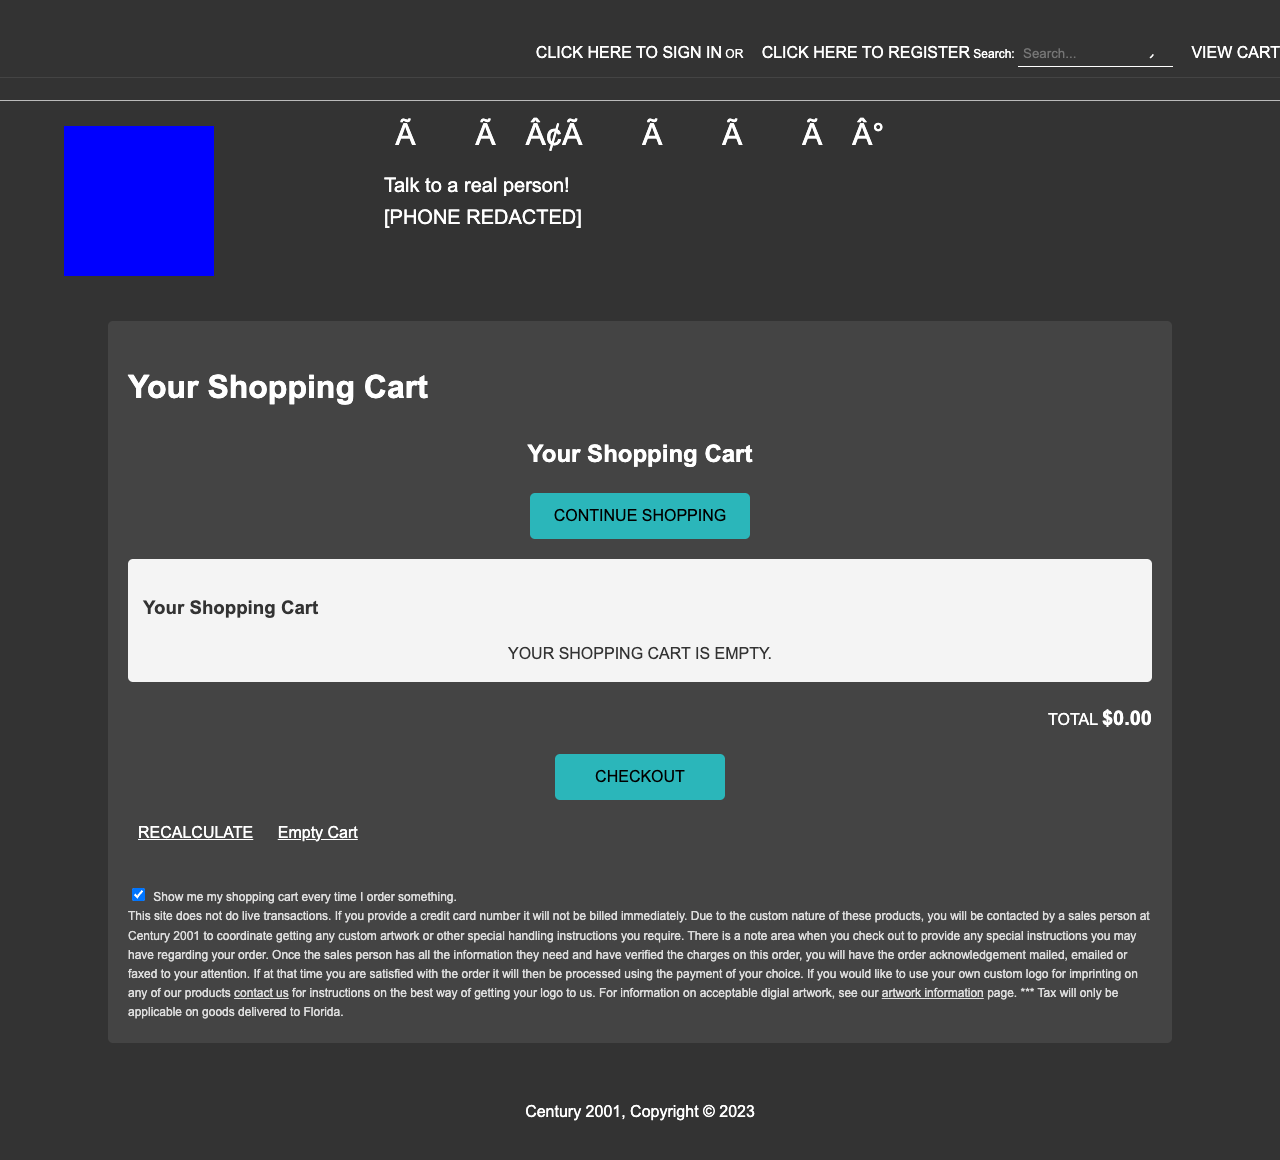 CLICK HERE TO SIGN IN OR CLICK HERE TO REGISTER Search: Search... VIEW CART
Ã Ã Â¢Ã Ã Ã Ã Â°
Talk to a real person!
[PHONE REDACTED]
Your Shopping Cart
Your Shopping Cart
CONTINUE SHOPPING
Your Shopping Cart
YOUR SHOPPING CART IS EMPTY.
TOTAL $0.00
CHECKOUT
RECALCULATE Empty Cart
Show me my shopping cart every time I order something.
This site does not do live transactions. If you provide a credit card number it will not be billed immediately. Due to the custom nature of these products, you will be contacted by a sales person at
Century 2001 to coordinate getting any custom artwork or other special handling instructions you require. There is a note area when you check out to provide any special instructions you may
have regarding your order. Once the sales person has all the information they need and have verified the charges on this order, you will have the order acknowledgement mailed, emailed or
faxed to your attention. If at that time you are satisfied with the order it will then be processed using the payment of your choice. If you would like to use your own custom logo for imprinting on
any of our products contact us for instructions on the best way of getting your logo to us. For information on acceptable digial artwork, see our artwork information page. *** Tax will only be
applicable on goods delivered to Florida.
Century 2001, Copyright © 2023